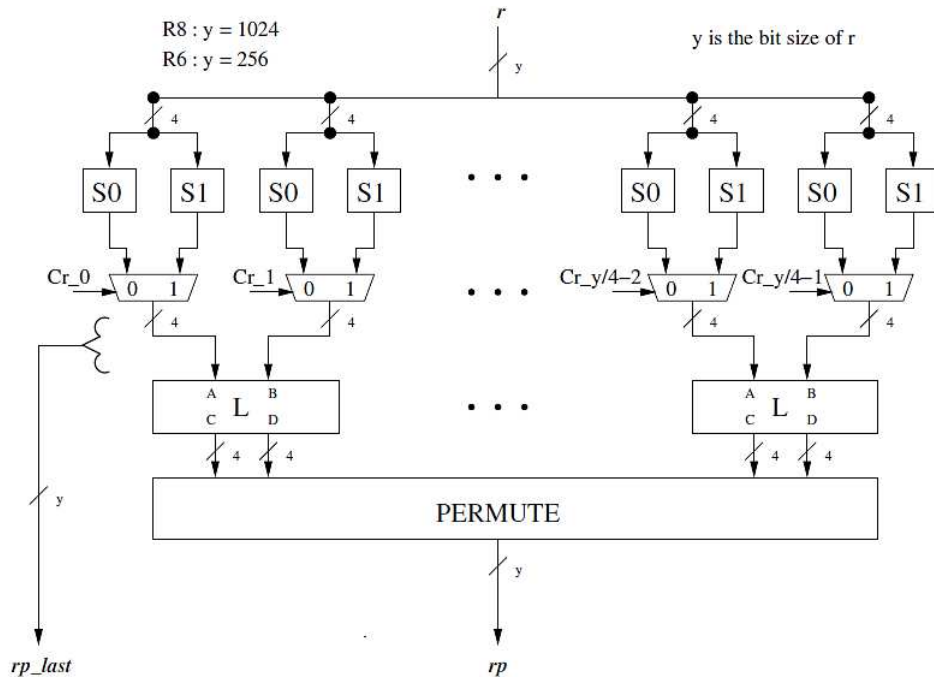 r
R8 : y = 1024
R6 : y = 256
y is the bit size of r
y
4 4 4 4
S0 S1 S0 S1 . . . S0 S1 S0 S1
Cr_0 Cr_1 Cr_y/4−2 Cr_y/4−1
0 1 0 1 . . . 0 1 0 1
4 4 4 4
A B A B
L . . . L
C D C D
4 4 4 4
y
PERMUTE
y
rp_last rp